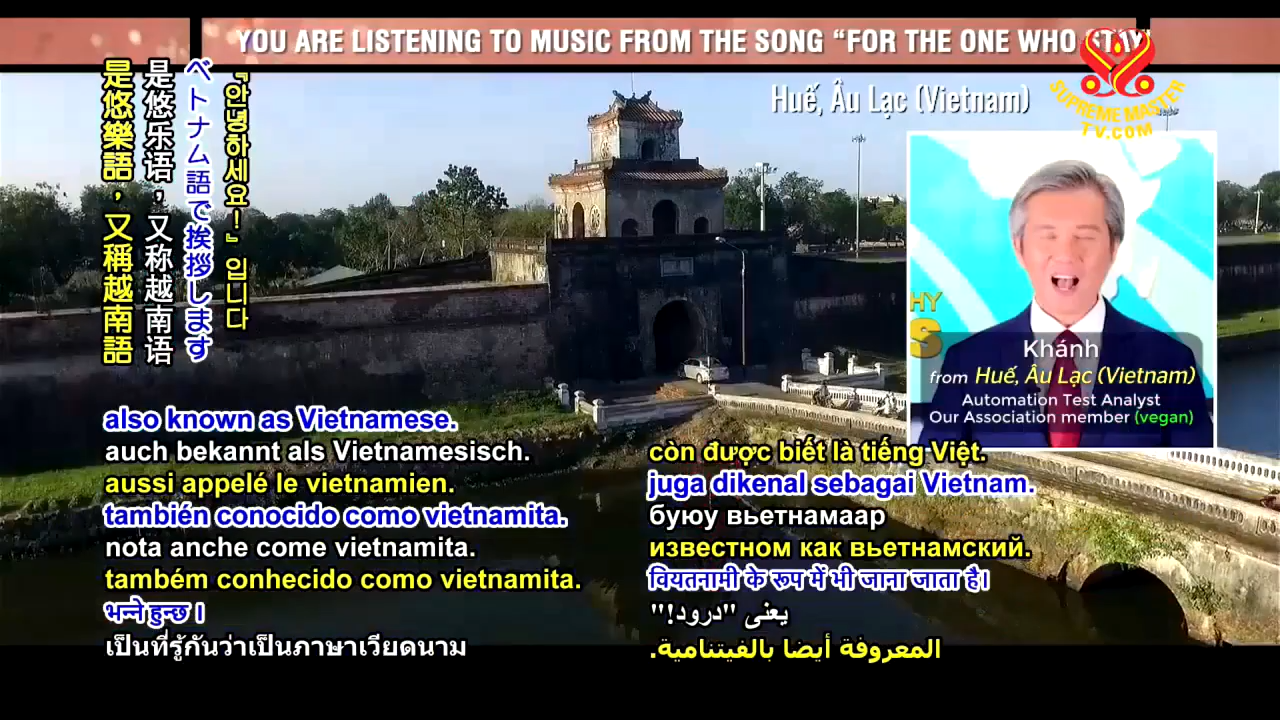 YOU ARE LISTENING TO MUSIC FROM THE SONG “FOR THE ONE WHO STAY
SUPREME MASTER
TV.COM
Huế, Âu Lạc (Vietnam)
『안녕하세요!』입니다
ベトナム語で挨拶します
是悠乐语，又称越南语
是悠樂語，又稱越南語
HY
S
Khánh
from Huế, Âu Lạc (Vietnam)
Automation Test Analyst
Our Association member (vegan)
also known as Vietnamese.
auch bekannt als Vietnamesisch.
aussi appelé le vietnamien.
también conocido como vietnamita.
nota anche come vietnamita.
também conhecido como vietnamita.
भन्ने हुन्छ ।
เป็นที่รู้กันว่าเป็นภาษาเวียดนาม
còn được biết là tiếng Việt.
juga dikenal sebagai Vietnam.
буюу вьетнамаар
известном как вьетнамский.
वियतनामी के रूप में भी जाना जाता है।
یعنی "درود!"
المعروفة أيضا بالفيتنامية.